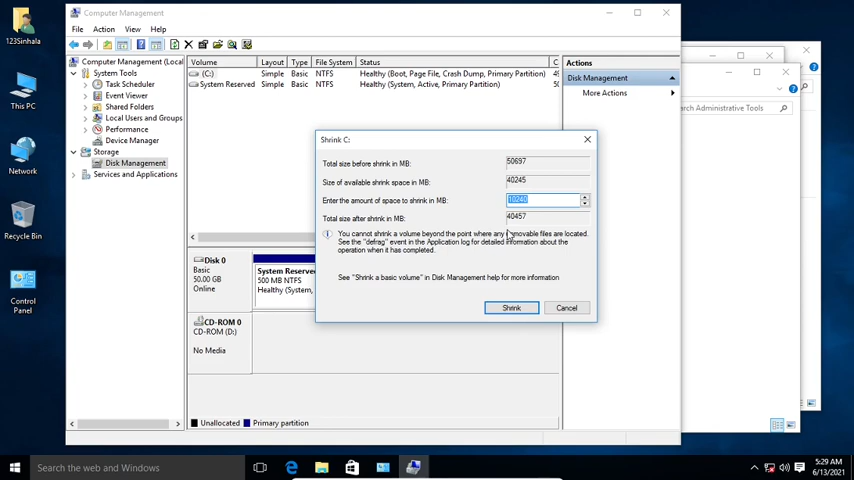 123Sinhala
This PC
Network
Recycle Bin
Control
Panel
Computer Management
File Action View Help
Computer Management (Local
System Tools
Task Scheduler
Event Viewer
Shared Folders
Local Users and Groups
Performance
Device Manager
Storage
Disk Management
Services and Applications
Volume Layout Type File System Status C
(C:) Simple Basic NTFS Healthy (Boot, Page File, Crash Dump, Primary Partition) 49
System Reserved Simple Basic NTFS Healthy (System, Active, Primary Partition) 50
Actions
Disk Management
More Actions
arch Administrative Tools
Shrink C:
Total size before shrink in MB: 50697
Size of available shrink space in MB: 40245
Enter the amount of space to shrink in MB: 10240
Total size after shrink in MB: 40457
You cannot shrink a volume beyond the point where any unmovable files are located.
See the "defrag" event in the Application log for detailed information about the
operation when it has completed.
See "Shrink a basic volume" in Disk Management help for more information
Shrink Cancel
Disk 0
Basic
50.00 GB
Online
System Reserve
500 MB NTFS
Healthy (System,
CD-ROM 0
CD-ROM (D:)
No Media
Unallocated Primary partition
Search the web and Windows
5:29 AM
6/13/2021